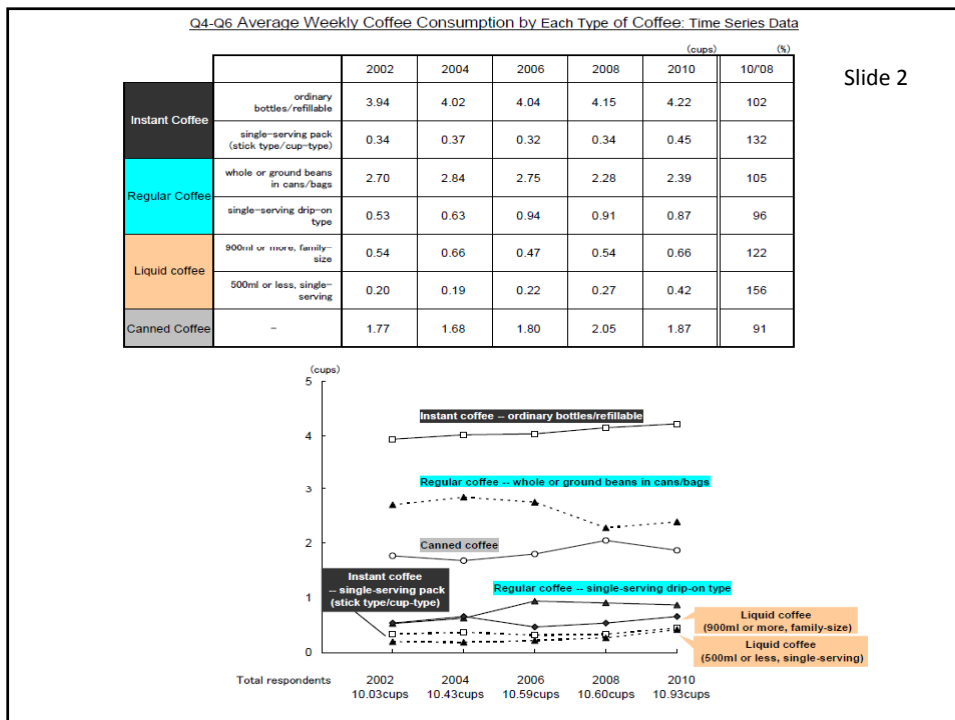 Q4-Q6 Average Weekly Coffee Consumption by Each Type of Coffee: Time Series Data
Slide 2
(cups) (%)
2002 2004 2006 2008 2010 10/'08
Instant Coffee
ordinary
bottles/refillable
3.94 4.02 4.04 4.15 4.22 102
single-serving pack
(stick type/cup-type)
0.34 0.37 0.32 0.34 0.45 132
Regular Coffee
whole or ground beans
in cans/bags
2.70 2.84 2.75 2.28 2.39 105
single-serving drip-on
type
0.53 0.63 0.94 0.91 0.87 96
Liquid coffee
900ml or more, family-
size
0.54 0.66 0.47 0.54 0.66 122
500ml or less, single-
serving
0.20 0.19 0.22 0.27 0.42 156
Canned Coffee - 1.77 1.68 1.80 2.05 1.87 91
(cups)
5
Instant coffee -- ordinary bottles/refillable
4
Regular coffee -- whole or ground beans in cans/bags
3
Canned coffee
2
Instant coffee
-- single-serving pack
(stick type/cup-type)
Regular coffee -- single-serving drip-on type
1
Liquid coffee
(900ml or more, family-size)
Liquid coffee
(500ml or less, single-serving)
0
Total respondents 2002 2004 2006 2008 2010
10.03cups 10.43cups 10.59cups 10.60cups 10.93cups